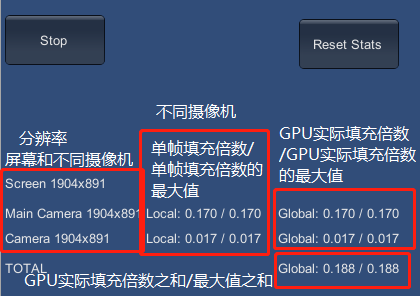 Stop
Reset Stats
不同摄像机
分辨率
屏幕和不同摄像机
单帧填充倍数/
单帧填充倍数的
最大值
GPU实际填充倍数
/GPU实际填充倍数
的最大值
Screen 1904x891
Main Camera 1904x891 Local: 0.170 / 0.170 Global: 0.170 / 0.170
Camera 1904x891 Local: 0.017 / 0.017 Global: 0.017 / 0.017
TOTAL Global: 0.188 / 0.188
GPU实际填充倍数之和/最大值之和